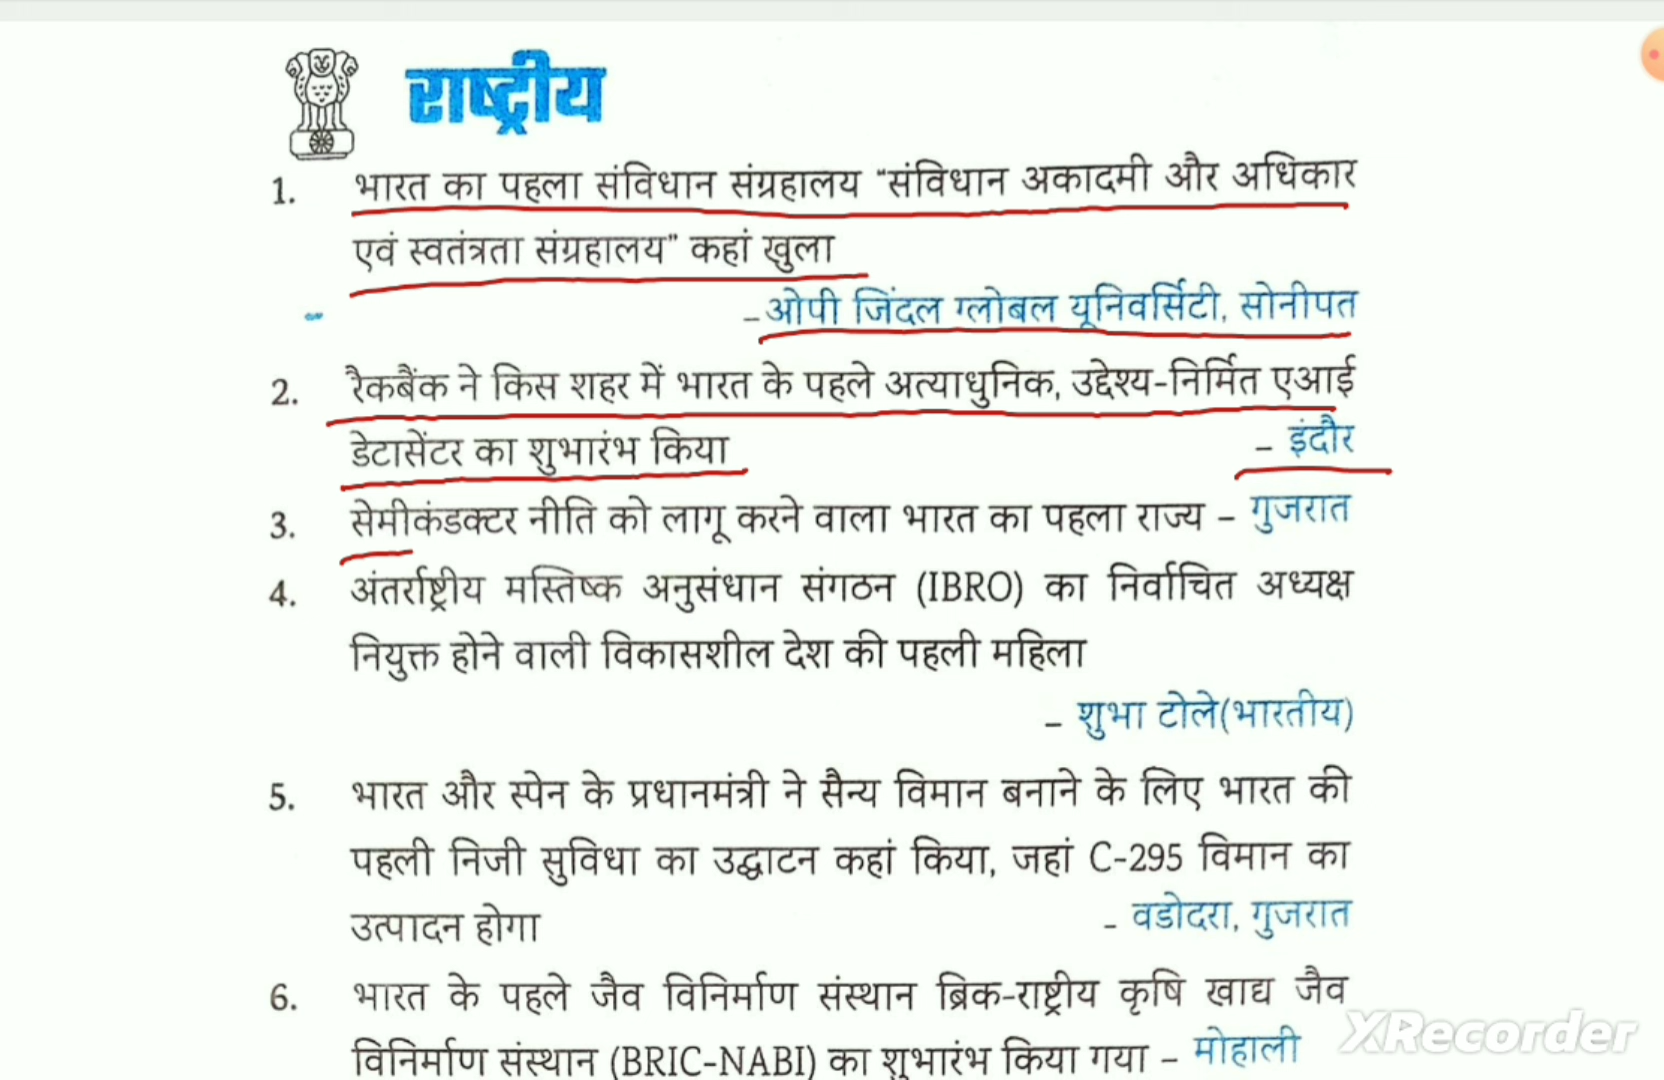 राष्ट्रीय
1. भारत का पहला संविधान संग्रहालय "संविधान अकादमी और अधिकार
एवं स्वतंत्रता संग्रहालय" कहां खुला
–ओपी जिंदल ग्लोबल यूनिवर्सिटी, सोनीपत
2. रैकबैंक ने किस शहर में भारत के पहले अत्याधुनिक, उद्देश्य-निर्मित एआई
डेटासेंटर का शुभारंभ किया – इंदौर
3. सेमीकंडक्टर नीति को लागू करने वाला भारत का पहला राज्य – गुजरात
4. अंतर्राष्ट्रीय मस्तिष्क अनुसंधान संगठन (IBRO) का निर्वाचित अध्यक्ष
नियुक्त होने वाली विकासशील देश की पहली महिला
– शुभा टोले(भारतीय)
5. भारत और स्पेन के प्रधानमंत्री ने सैन्य विमान बनाने के लिए भारत की
पहली निजी सुविधा का उद्घाटन कहां किया, जहां C-295 विमान का
उत्पादन होगा – वडोदरा, गुजरात
6. भारत के पहले जैव विनिर्माण संस्थान ब्रिक-राष्ट्रीय कृषि खाद्य जैव
विनिर्माण संस्थान (BRIC-NABI) का शुभारंभ किया गया – मोहाली
XRecorder